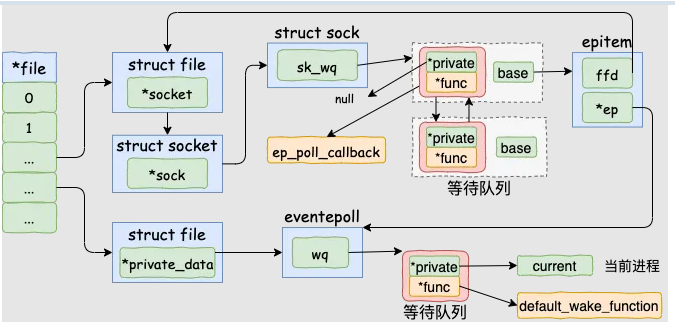 *file
0
1
...
...
...
struct file
*socket
struct socket
*sock
struct sock
sk_wq
*private
*func
base
null
ep_poll_callback
*private
*func
base
等待队列
epitem
ffd
*ep
struct file
*private_data
eventepoll
wq
*private
*func
等待队列
current
当前进程
default_wake_function